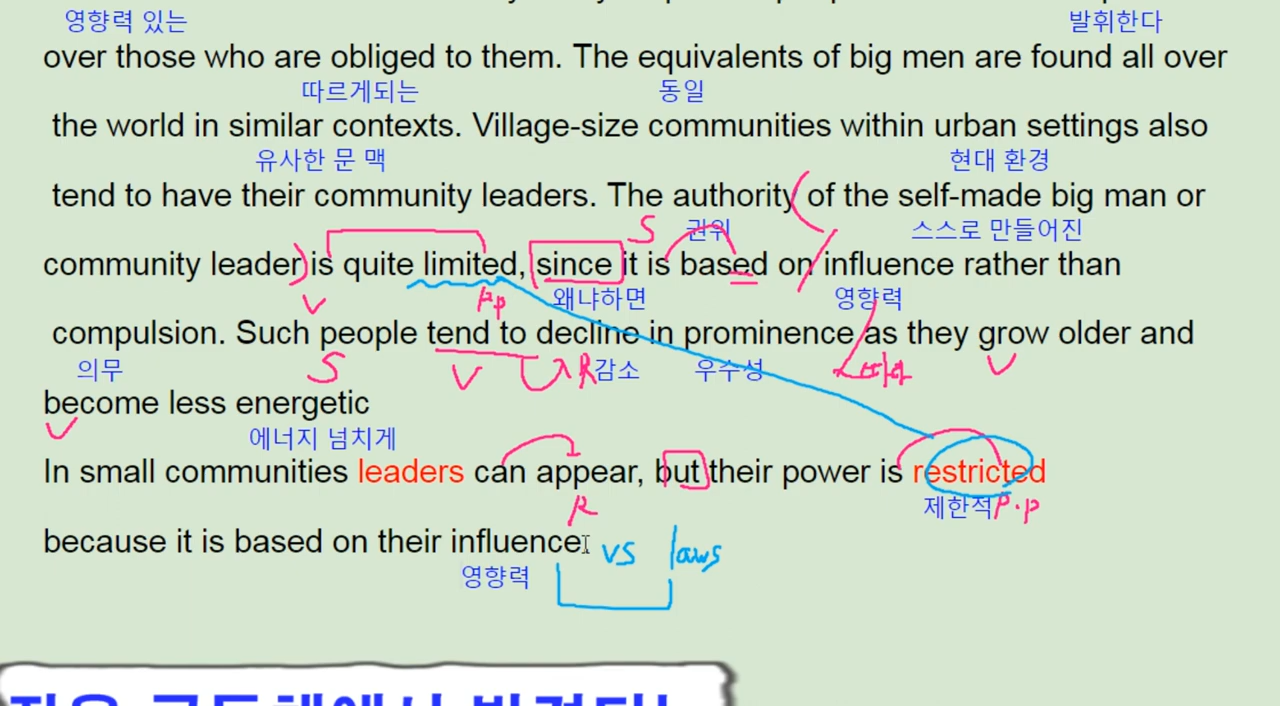 영향력 있는 발휘한다
over those who are obliged to them. The equivalents of big men are found all over
따르게되는 동일
the world in similar contexts. Village-size communities within urban settings also
유사한 문 맥 현대 환경
tend to have their community leaders. The authority of the self-made big man or
S 권위 스스로 만들어진
community leader is quite limited, since it is based on influence rather than
V P.p 왜냐하면 영향력
compulsion. Such people tend to decline in prominence as they grow older and
의무 S V R 감소 우수성 V
become less energetic
V 에너지 넘치게
In small communities leaders can appear, but their power is restricted
R 제한적 P.P
because it is based on their influence vs laws
영향력